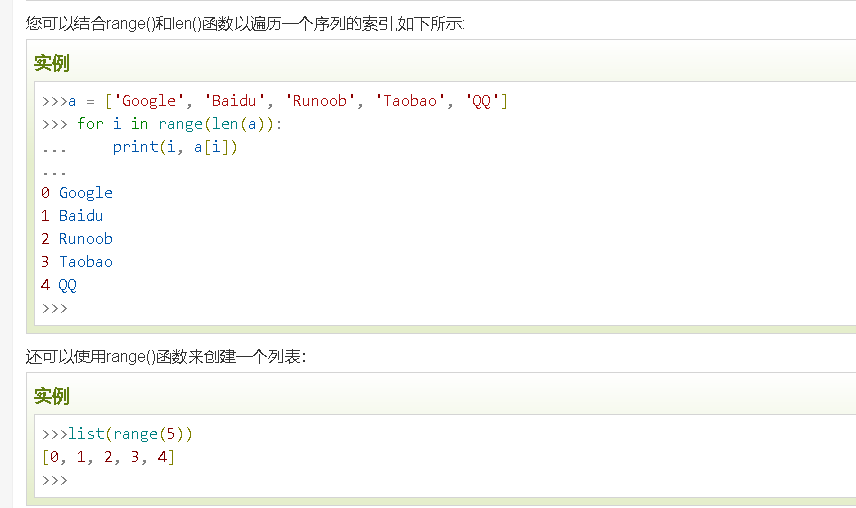 您可以结合range()和len()函数以遍历一个序列的索引,如下所示:
实例
>>>a = ['Google', 'Baidu', 'Runoob', 'Taobao', 'QQ']
>>> for i in range(len(a)):
...     print(i, a[i])
...
0 Google
1 Baidu
2 Runoob
3 Taobao
4 QQ
>>>
还可以使用range()函数来创建一个列表：
实例
>>>list(range(5))
[0, 1, 2, 3, 4]
>>>